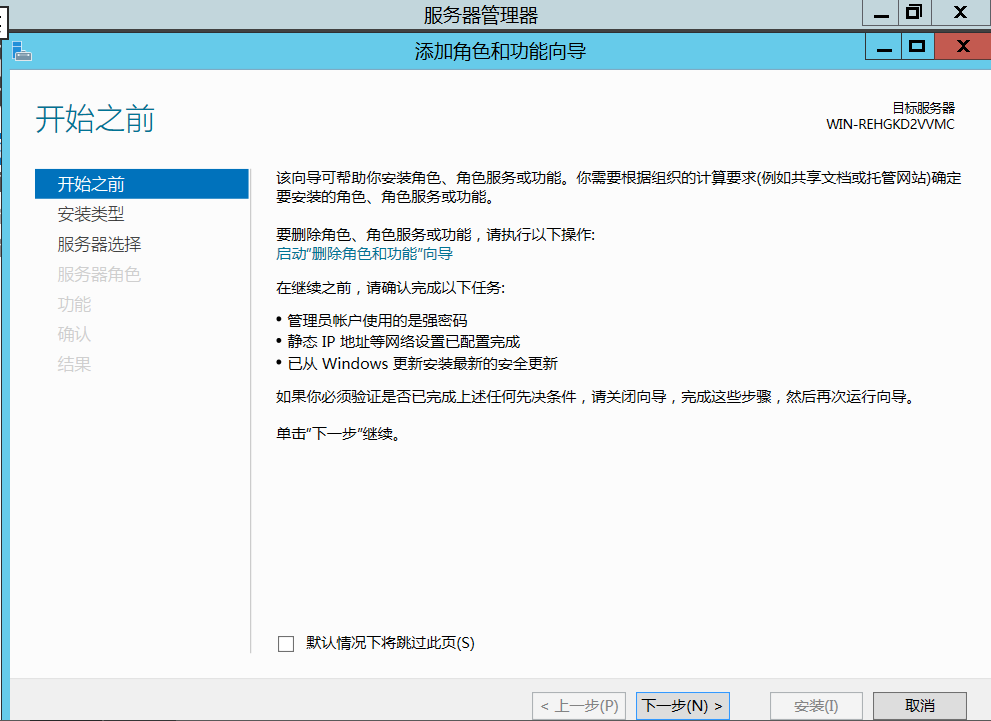 服务器管理器
添加角色和功能向导
开始之前
目标服务器
WIN-REHGKD2VVMC
开始之前
安装类型
服务器选择
服务器角色
功能
确认
结果
该向导可帮助你安装角色、角色服务或功能。你需要根据组织的计算要求(例如共享文档或托管网站)确定
要安装的角色、角色服务或功能。
要删除角色、角色服务或功能，请执行以下操作:
启动"删除角色和功能"向导
在继续之前，请确认完成以下任务:
• 管理员帐户使用的是强密码
• 静态 IP 地址等网络设置已配置完成
• 已从 Windows 更新安装最新的安全更新
如果你必须验证是否已完成上述任何先决条件，请关闭向导，完成这些步骤，然后再次运行向导。
单击"下一步"继续。
默认情况下将跳过此页(S)
< 上一步(P)
下一步(N) >
安装(I)
取消